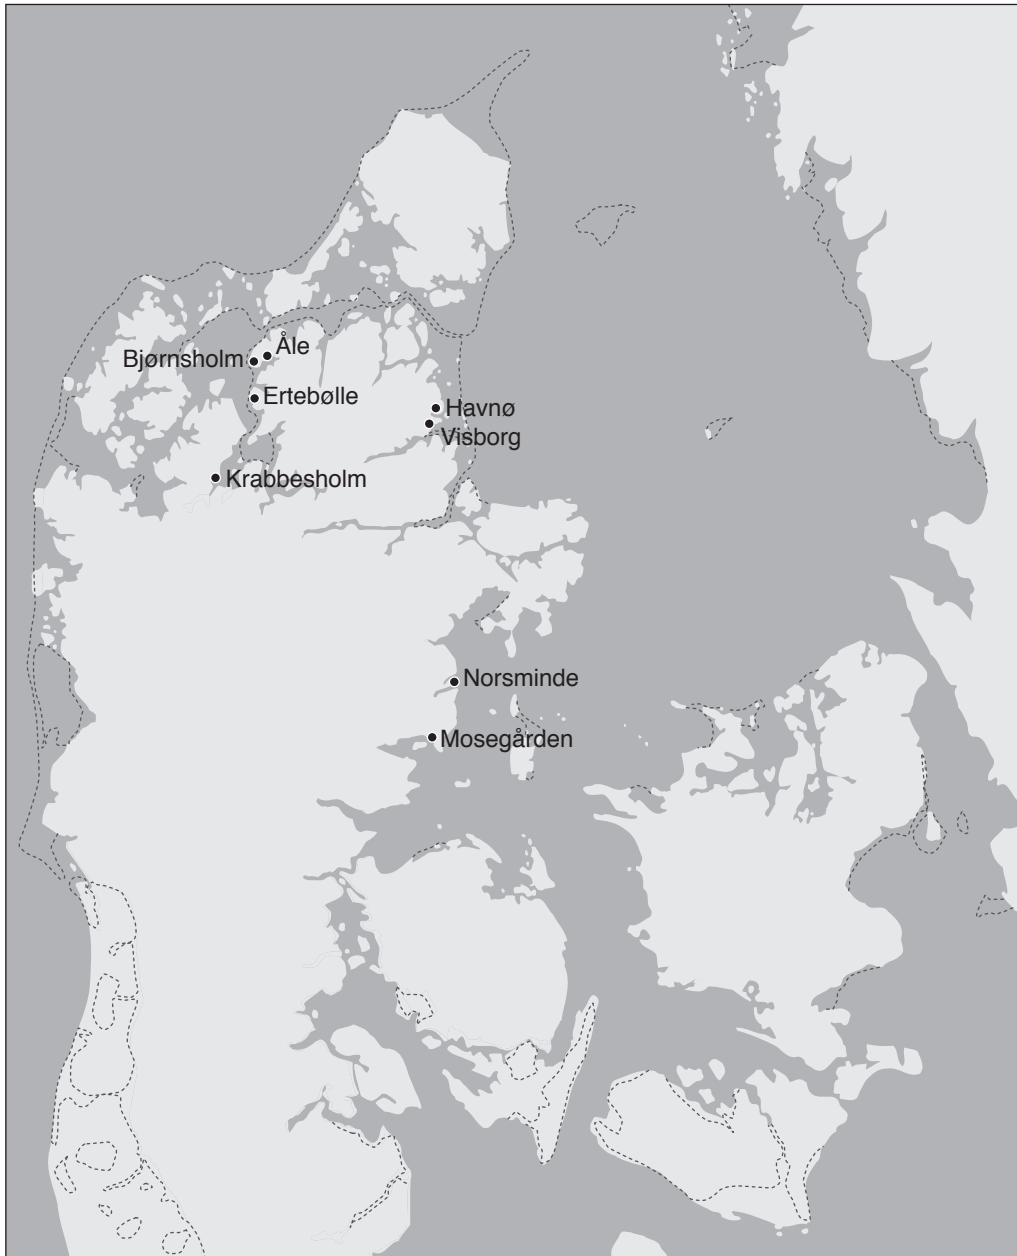 Åle
Bjørnsholm
Ertebølle
Havnø
Visborg
Krabbesholm
Norsminde
Mosegården